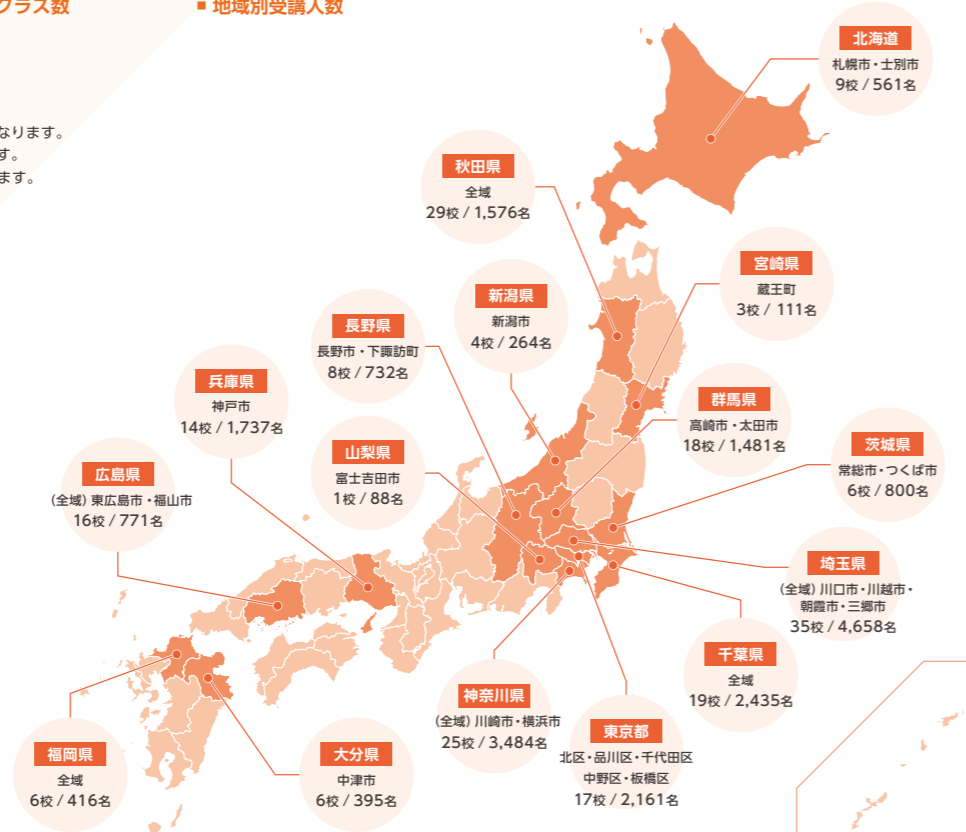 グラス数
■ 地域別受講人数
なります。
す。
ます。
北海道
札幌市・士別市
9校 / 561名
秋田県
全域
29校 / 1,576名
宮崎県
蔵王町
3校 / 111名
新潟県
新潟市
4校 / 264名
長野県
長野市・下諏訪町
8校 / 732名
兵庫県
神戸市
14校 / 1,737名
群馬県
高崎市・太田市
18校 / 1,481名
山梨県
富士吉田市
1校 / 88名
茨城県
常総市・つくば市
6校 / 800名
広島県
(全域) 東広島市・福山市
16校 / 771名
埼玉県
(全域) 川口市・川越市・
朝霞市・三郷市
35校 / 4,658名
千葉県
全域
19校 / 2,435名
神奈川県
(全域) 川崎市・横浜市
25校 / 3,484名
東京都
北区・品川区・千代田区
中野区・板橋区
17校 / 2,161名
福岡県
全域
6校 / 416名
大分県
中津市
6校 / 395名